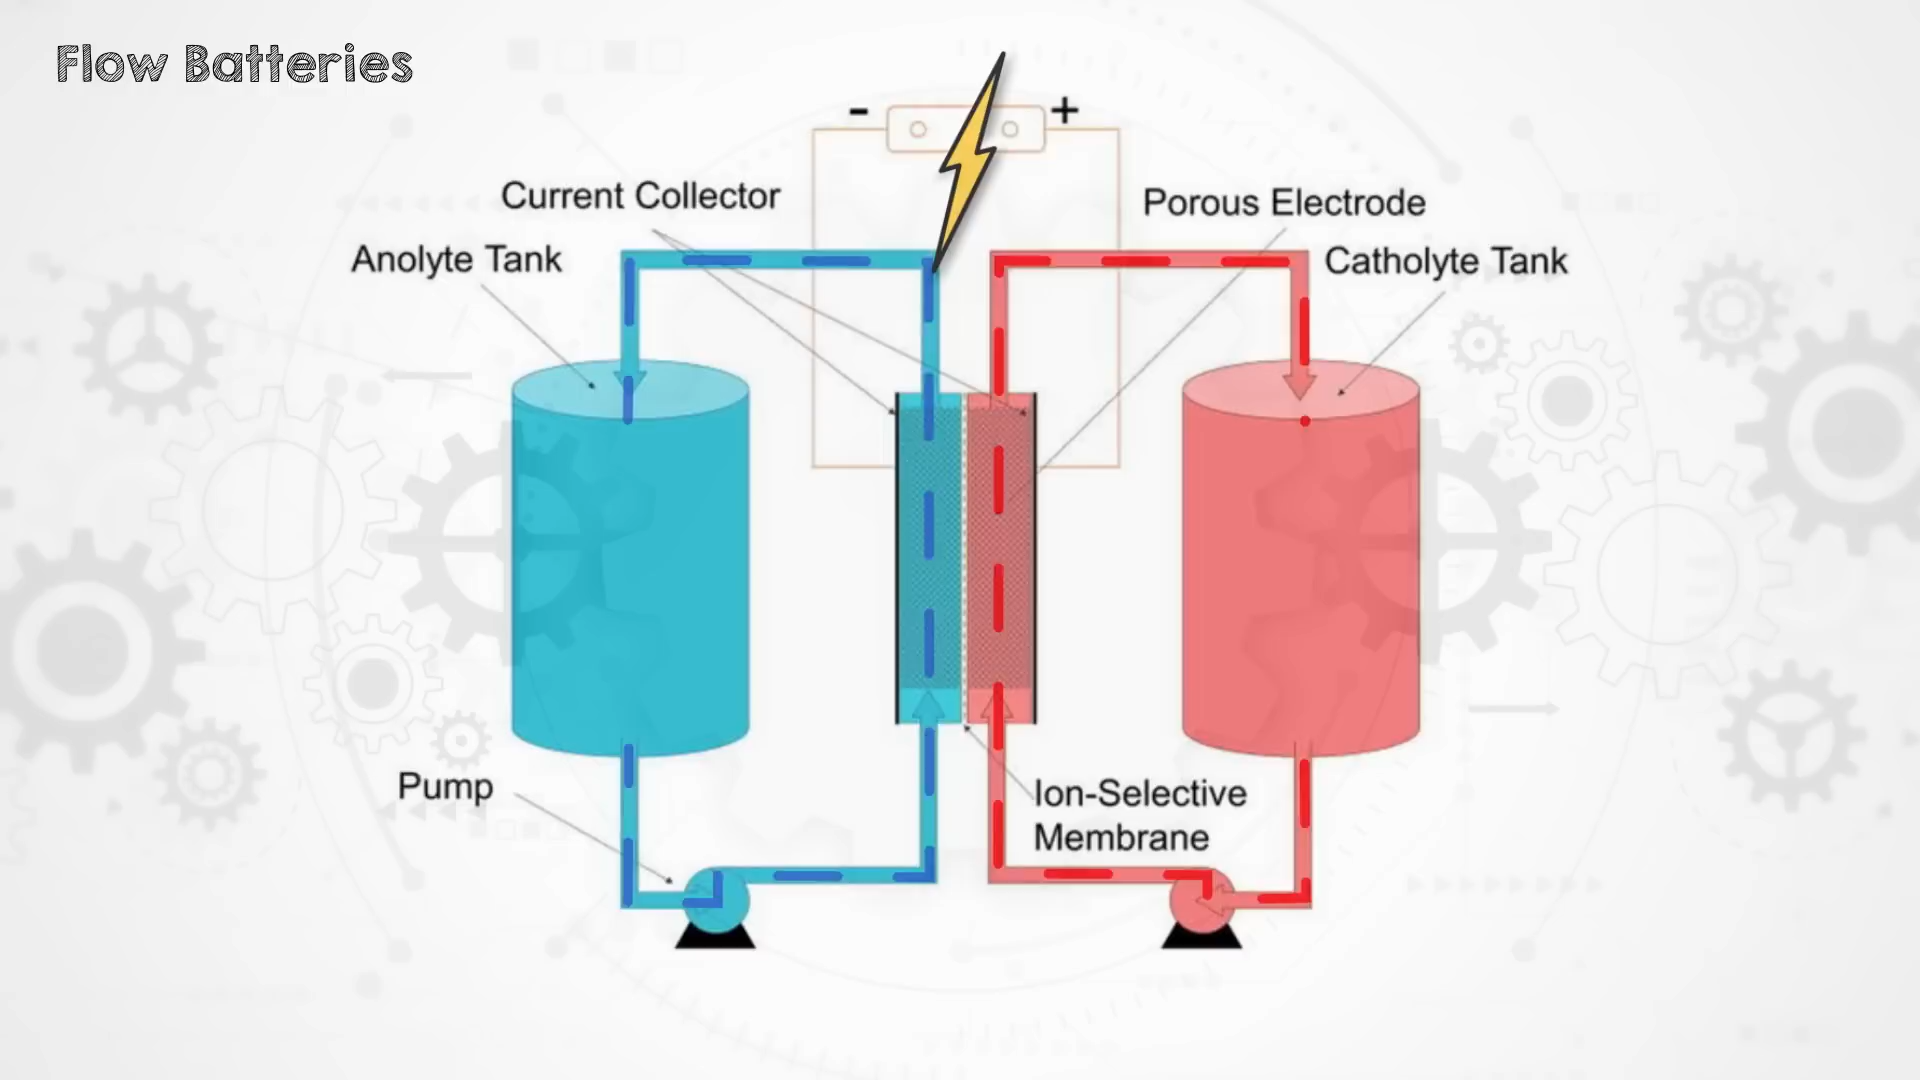 Flow Batteries
- +
Current Collector
Porous Electrode
Anolyte Tank
Catholyte Tank
Pump
Ion-Selective
Membrane